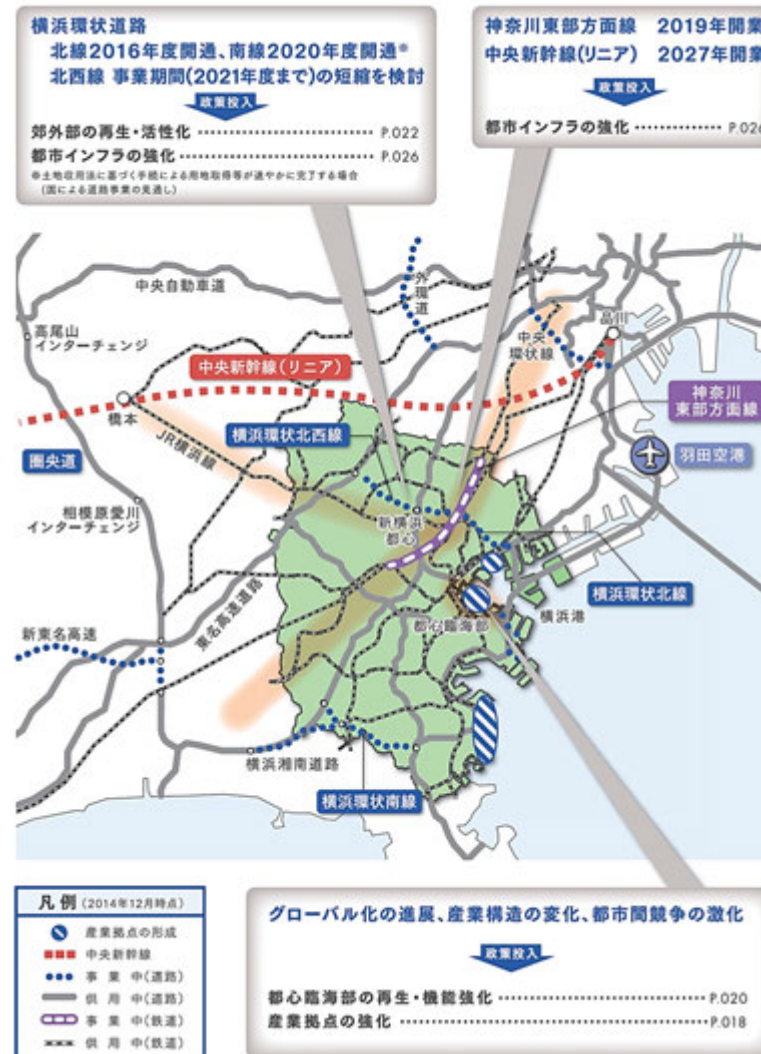 横浜環状道路
北線2016年度開通、南線2020年度開通※
北西線 事業期間(2021年度まで)の短縮を検討
政策投入
郊外部の再生・活性化 P.022
都市インフラの強化 P.026
※土地収用法に基づく手続による用地取得等が速やかに完了する場合
(国による道路事業の見通し)
神奈川東部方面線 2019年開業
中央新幹線(リニア) 2027年開業
政策投入
都市インフラの強化 P.026
中央自動車道
外環道
高尾山
インターチェンジ
中央
環状線
品川
中央新幹線(リニア)
神奈川
東部方面線
橋本
横浜環状北西線
JR横浜線
羽田空港
圏央道
相模原愛川
インターチェンジ
新横浜
都心
横浜環状北線
横浜港
東名高速道路
都心臨海部
新東名高速
横浜湘南道路
横浜環状南線
凡例(2014年12月時点)
産業拠点の形成
中央新幹線
事業中(道路)
供用中(道路)
事業中(鉄道)
供用中(鉄道)
グローバル化の進展、産業構造の変化、都市間競争の激化
政策投入
都心臨海部の再生・機能強化 P.020
産業拠点の強化 P.018